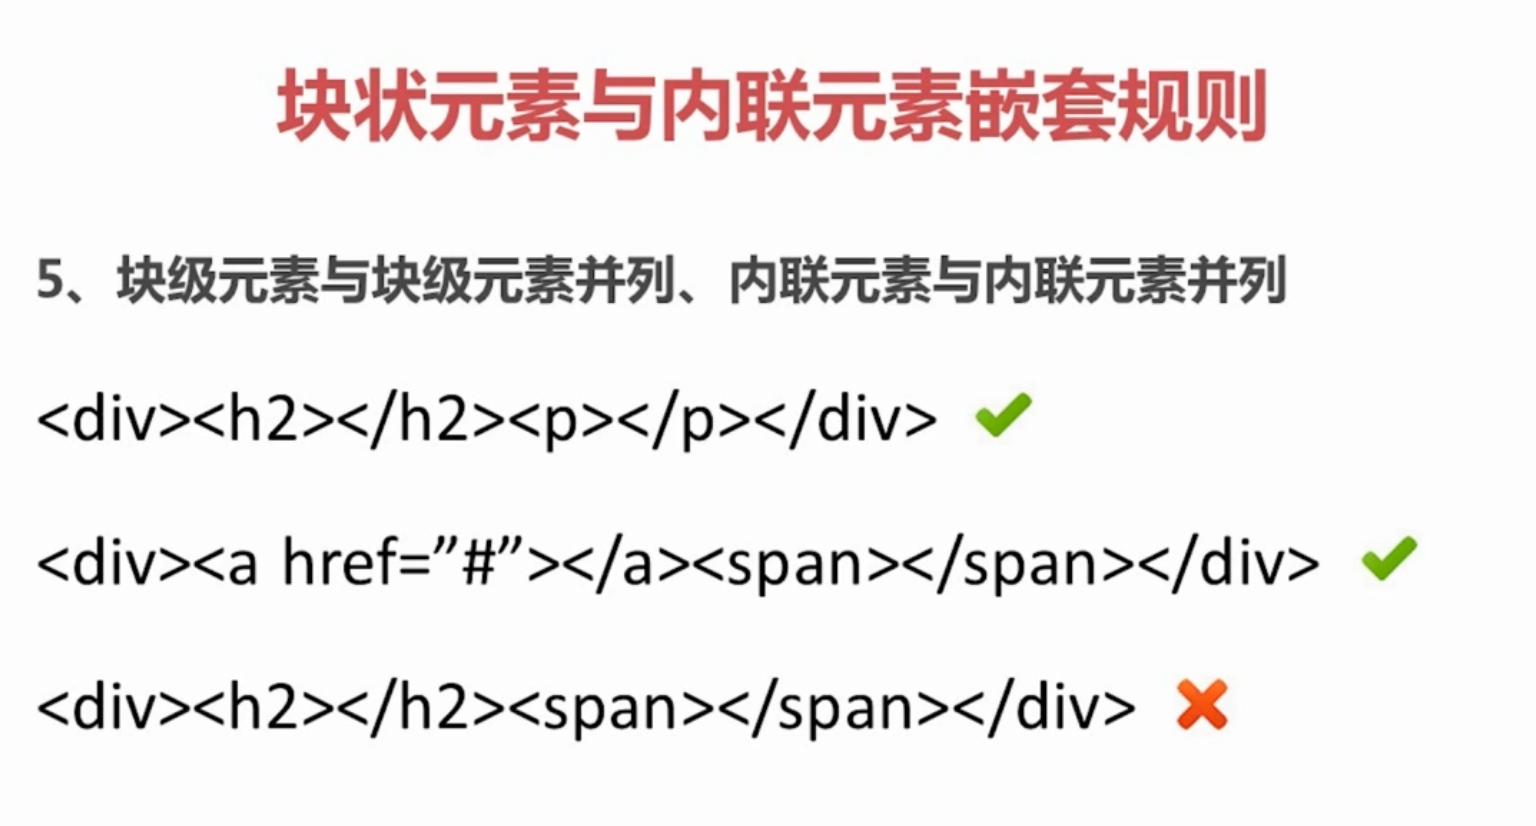 块状元素与内联元素嵌套规则
5、块级元素与块级元素并列、内联元素与内联元素并列
<div><h2></h2><p></p></div>
<div><a href=”#”></a><span></span></div>
<div><h2></h2><span></span></div>